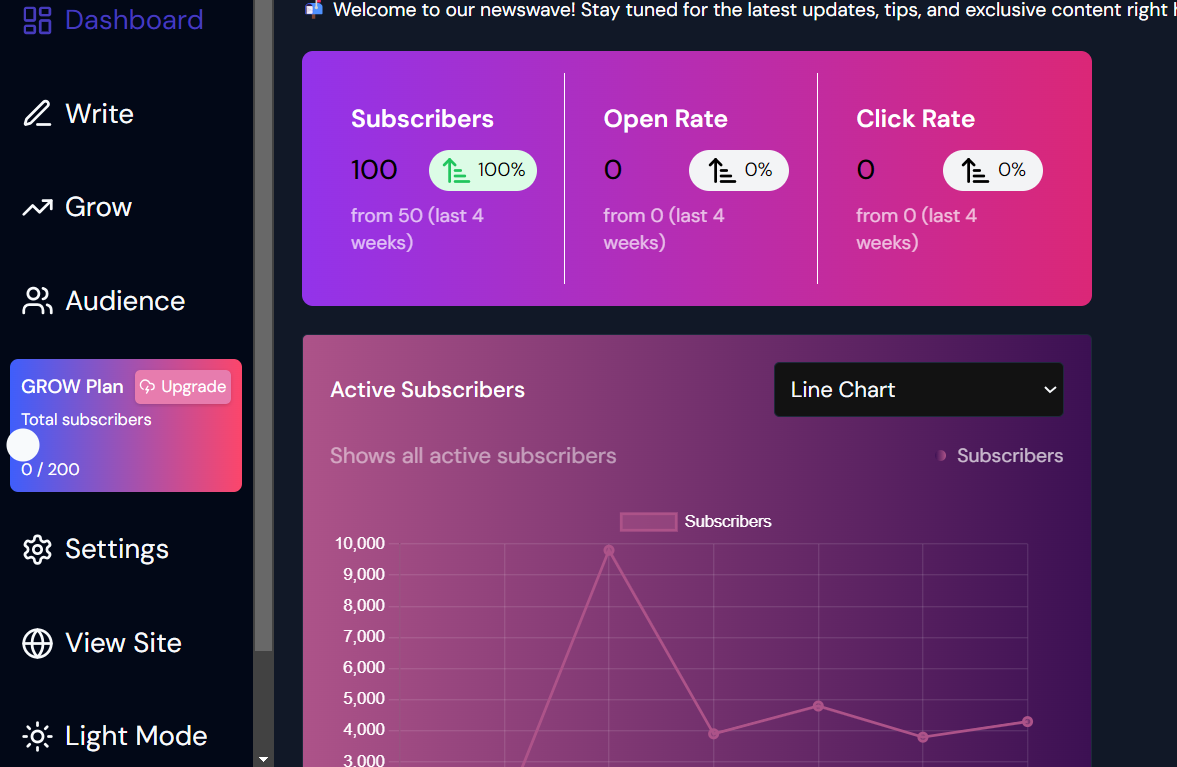 Dashboard
Write
Grow
Audience
GROW Plan
Upgrade
Total subscribers
0 / 200
Settings
View Site
Light Mode
Welcome to our newswave! Stay tuned for the latest updates, tips, and exclusive content right
Subscribers
100
100%
from 50 (last 4
weeks)
Open Rate
0
0%
from 0 (last 4
weeks)
Click Rate
0
0%
from 0 (last 4
weeks)
Active Subscribers
Line Chart
Shows all active subscribers
Subscribers
Subscribers
10,000
9,000
8,000
7,000
6,000
5,000
4,000
3,000